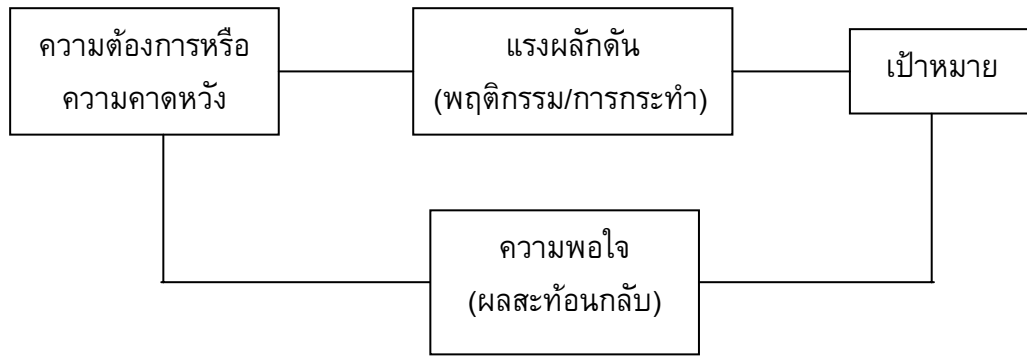 ความต้องการหรือ
ความคาดหวัง
แรงผลักดัน
(พฤติกรรม/การกระทำ)
เป้าหมาย
ความพอใจ
(ผลสะท้อนกลับ)